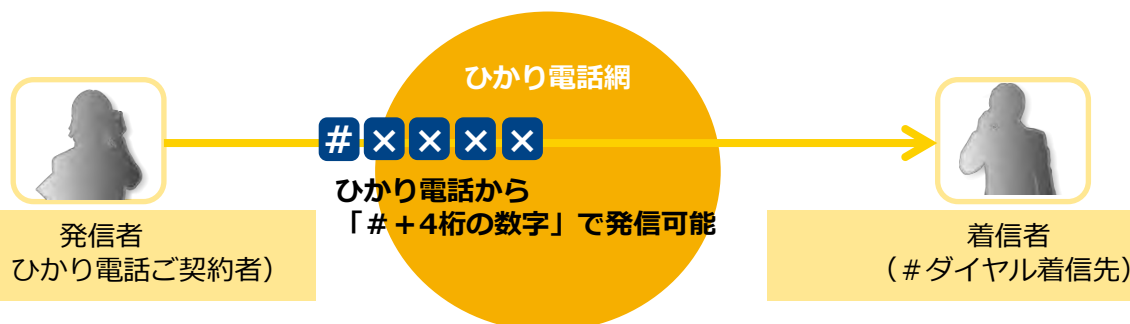 ひかり電話網
#××××
ひかり電話から
「#+4桁の数字」で発信可能
発信者
ひかり電話ご契約者)
着信者
(#ダイヤル着信先)